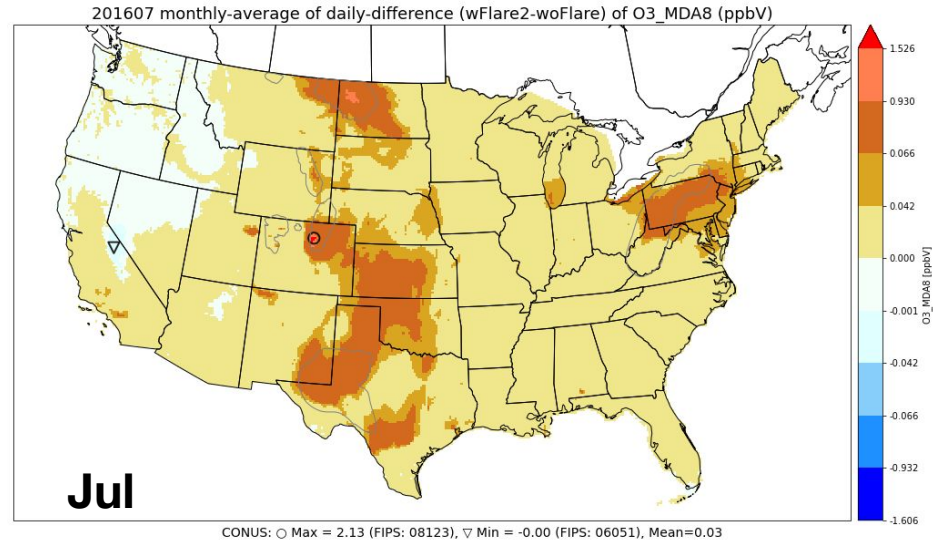 201607 monthly-average of daily-difference (wFlare2-woFlare) of O3_MDA8 (ppbV)
1.526
0.930
0.066
0.042
0.000
-0.001
-0.042
-0.066
-0.932
-1.606
O3_MDA8 [ppbV]
Jul
CONUS: ○ Max = 2.13 (FIPS: 08123), ▽ Min = -0.00 (FIPS: 06051), Mean=0.03